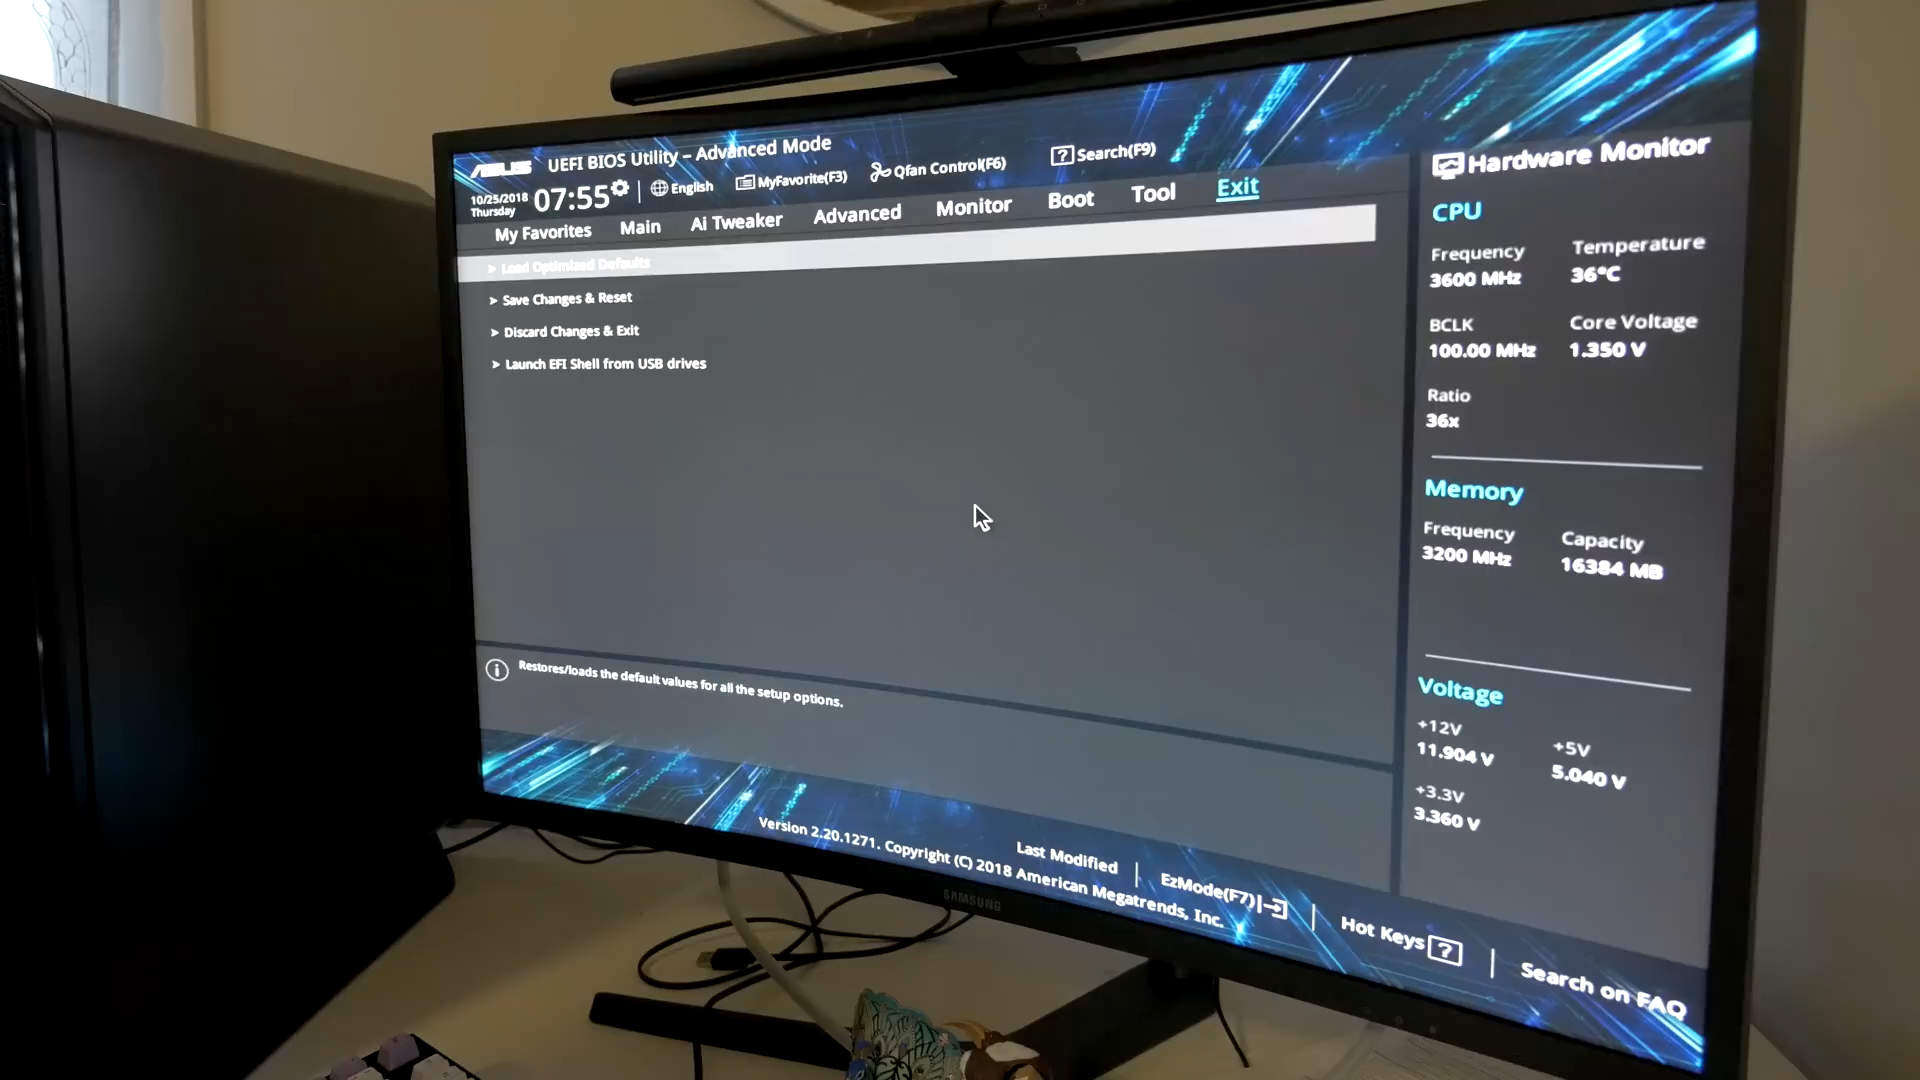 ASUS UEFI BIOS Utility – Advanced Mode
10/25/2018
Thursday
07:55
English
MyFavorite(F3)
Qfan Control(F6)
? Search(F9)
My Favorites Main Ai Tweaker Advanced Monitor Boot Tool Exit
> Load Optimized Defaults
> Save Changes & Reset
> Discard Changes & Exit
> Launch EFI Shell from USB drives
i Restores/loads the default values for all the setup options.
Hardware Monitor
CPU
Frequency Temperature
3600 MHz 36°C
BCLK Core Voltage
100.00 MHz 1.350 V
Ratio
36x
Memory
Frequency Capacity
3200 MHz 16384 MB
Voltage
+12V +5V
11.904 V 5.040 V
+3.3V
3.360 V
Last Modified | EzMode(F7) | Hot Keys ? | Search on FAQ
Version 2.20.1271. Copyright (C) 2018 American Megatrends, Inc.
SAMSUNG